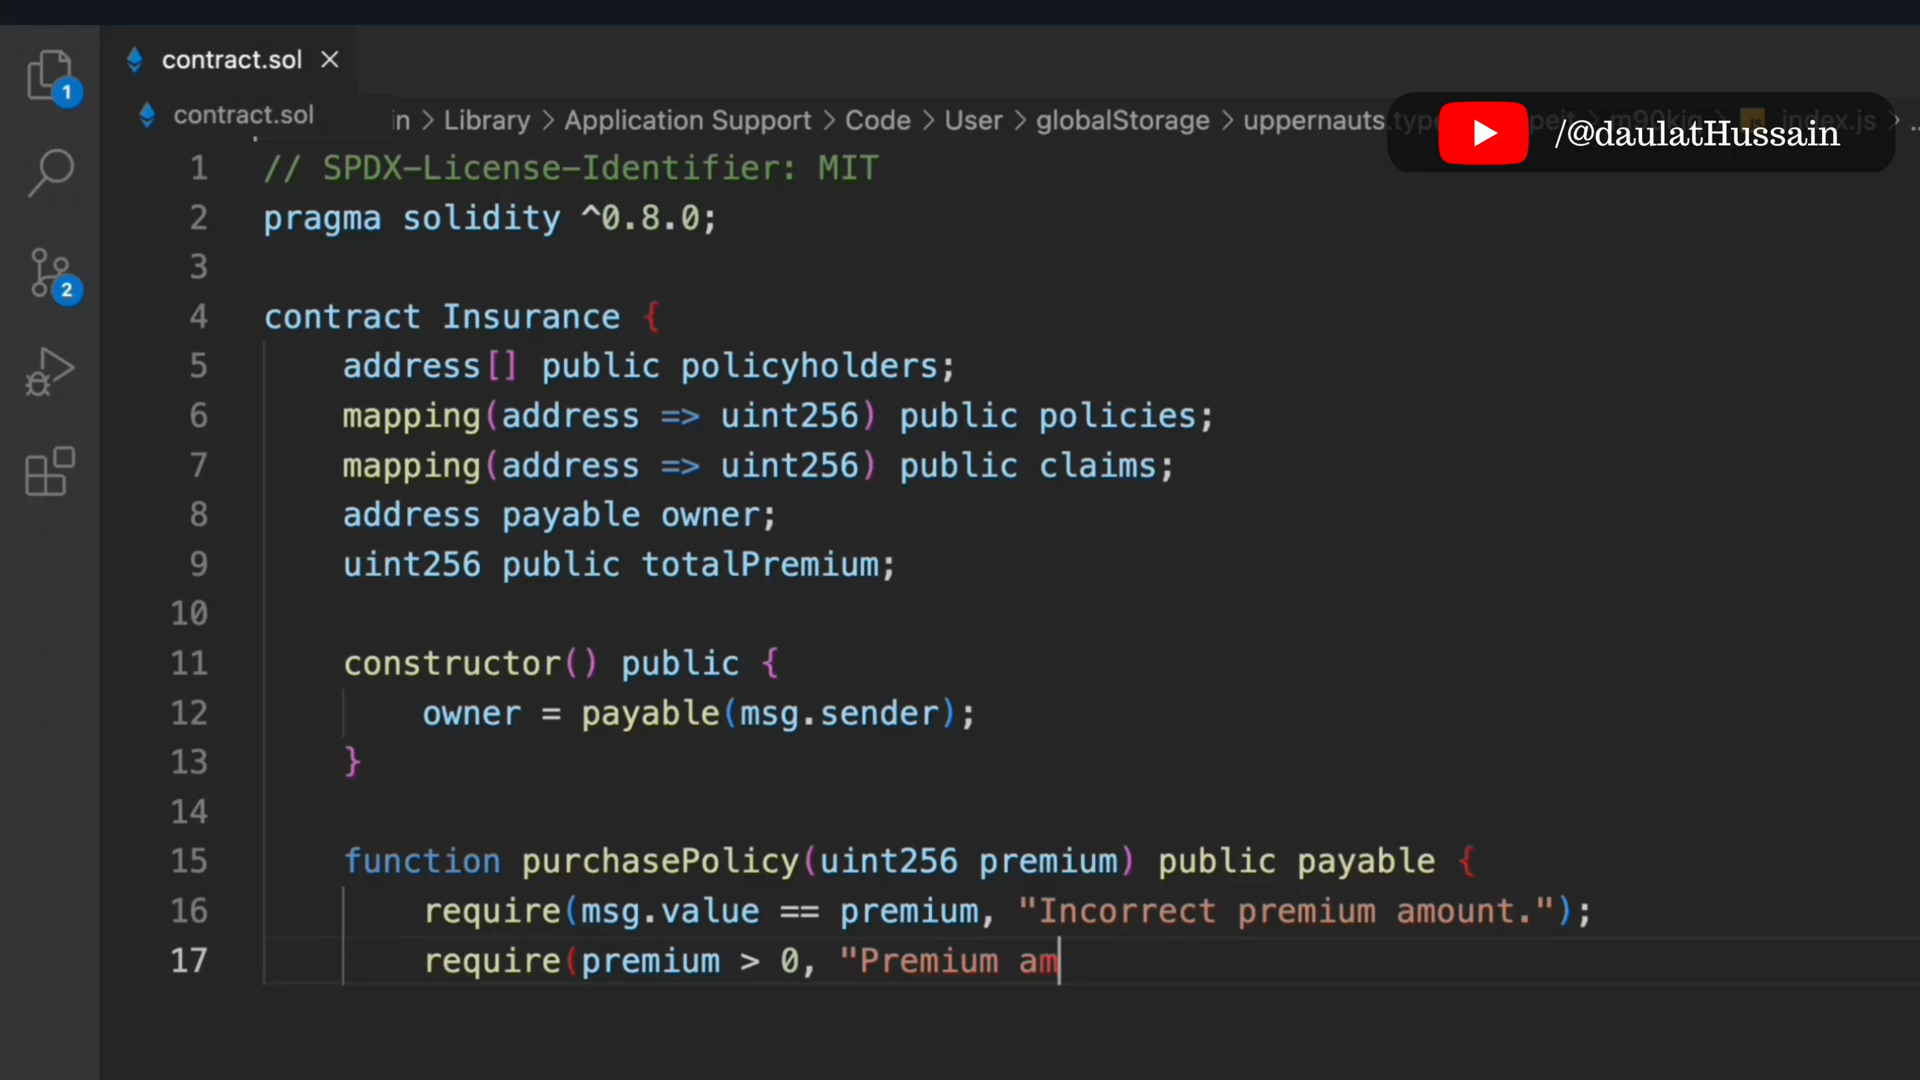 contract.sol
contract.sol
in > Library > Application Support > Code > User > globalStorage > uppernauts.type
/@daulatHussain
1
2
1 // SPDX-License-Identifier: MIT
2 pragma solidity ^0.8.0;
3
4 contract Insurance {
5 address[] public policyholders;
6 mapping(address => uint256) public policies;
7 mapping(address => uint256) public claims;
8 address payable owner;
9 uint256 public totalPremium;
10
11 constructor() public {
12 owner = payable(msg.sender);
13 }
14
15 function purchasePolicy(uint256 premium) public payable {
16 require(msg.value == premium, "Incorrect premium amount.");
17 require(premium > 0, "Premium am